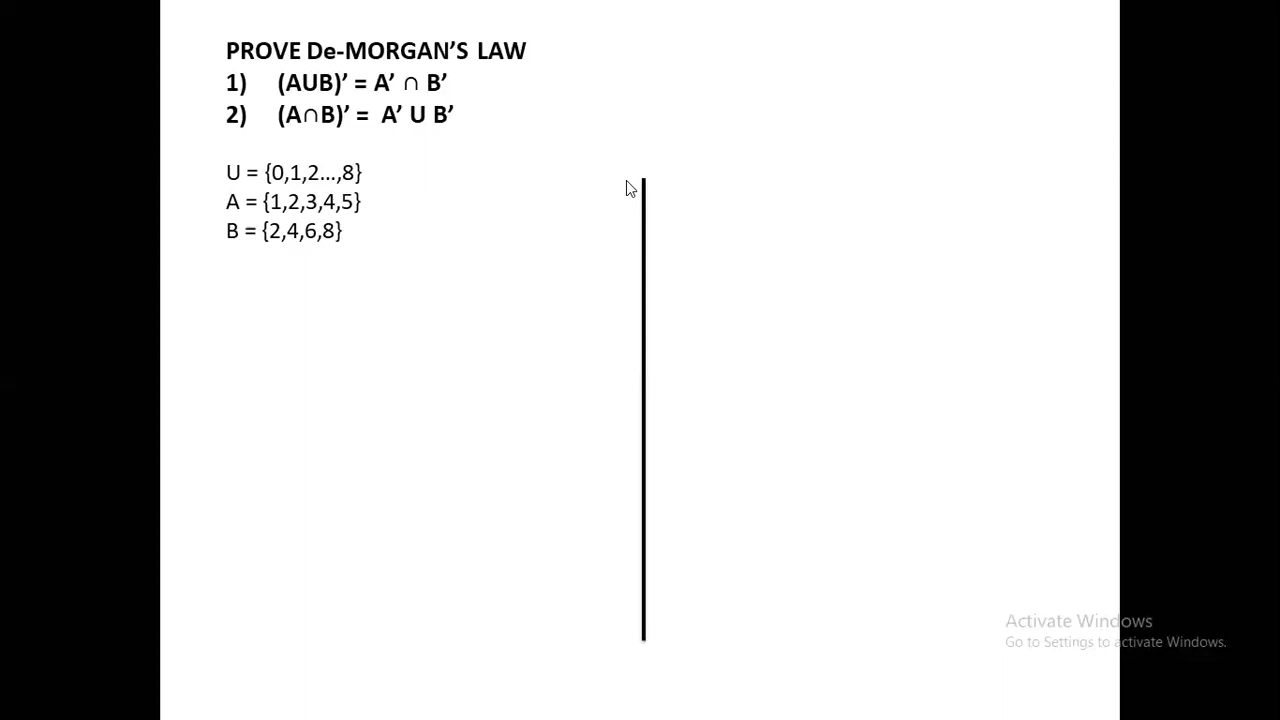 PROVE De-MORGAN’S LAW
1) (AUB)’ = A’ ∩ B’
2) (A∩B)’ = A’ U B’
U = {0,1,2...,8}
A = {1,2,3,4,5}
B = {2,4,6,8}
Activate Windows
Go to Settings to activate Windows.